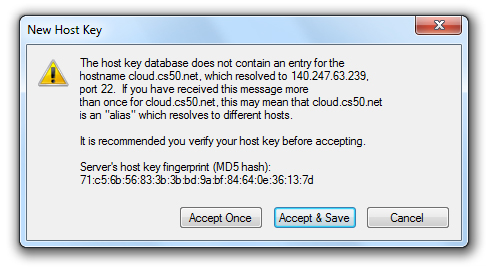 New Host Key
The host key database does not contain an entry for the
hostname cloud.cs50.net, which resolved to 140.247.63.239,
port 22.  If you have received this message more
than once for cloud.cs50.net, this may mean that cloud.cs50.net
is an "alias" which resolves to different hosts.
It is recommended you verify your host key before accepting.
Server's host key fingerprint (MD5 hash):
71:c5:6b:56:83:3b:3b:bd:9a:bf:84:64:0e:36:13:7d
Accept Once
Accept & Save
Cancel